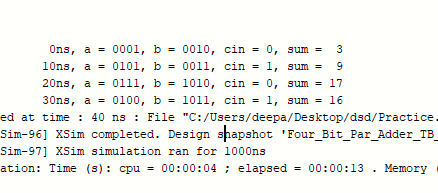 0ns, a = 0001, b = 0010, cin = 0, sum = 3
10ns, a = 0101, b = 0011, cin = 1, sum = 9
20ns, a = 0111, b = 1010, cin = 0, sum = 17
30ns, a = 0100, b = 1011, cin = 1, sum = 16
ed at time : 40 ns : File "C:/Users/deepa/Desktop/dsd/Practice.
Sim-96] XSim completed. Design snapshot 'Four_Bit_Par_Adder_TB_
Sim-97] XSim simulation ran for 1000ns
ation: Time (s): cpu = 00:00:04 ; elapsed = 00:00:13 . Memory (